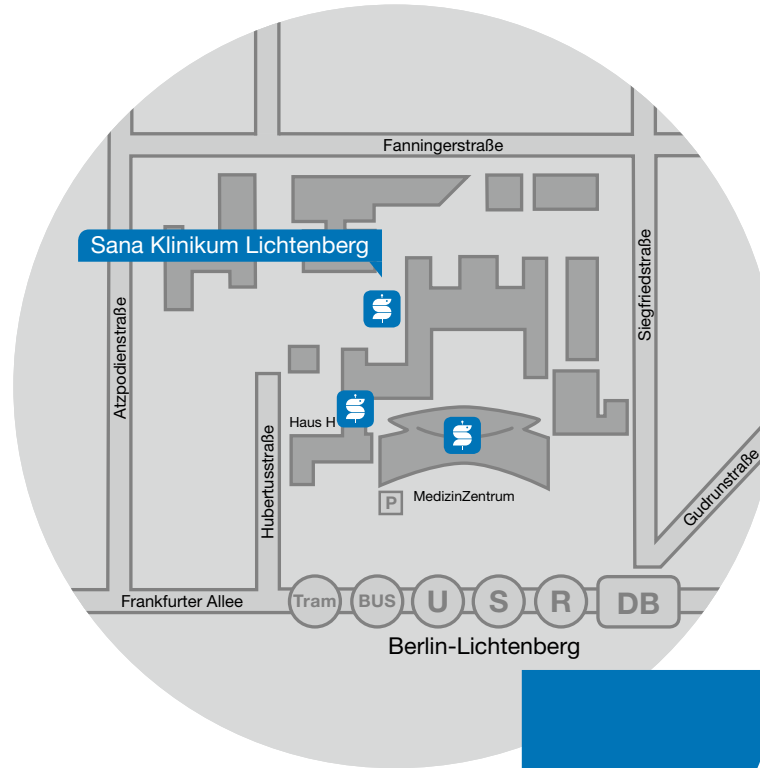 Fanningerstraße
Sana Klinikum Lichtenberg
Atzpodienstraße
Siegfriedstraße
Haus H
Hubertusstraße
Gudrunstraße
P
MedizinZentrum
Frankfurter Allee
Tram
BUS
U
S
R
DB
Berlin-Lichtenberg